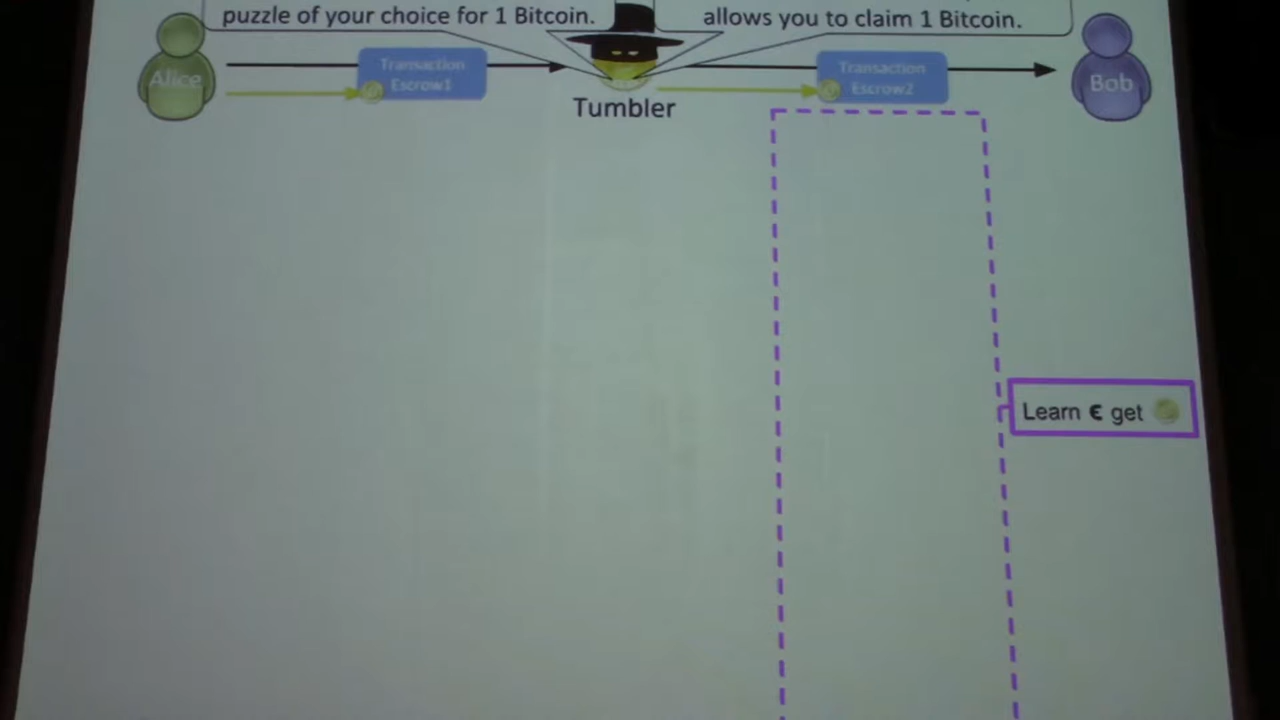 puzzle of your choice for 1 Bitcoin.
allows you to claim 1 Bitcoin.
Alice
Transaction
Escrow1
Transaction
Escrow2
Bob
Tumbler
Learn ϵ get